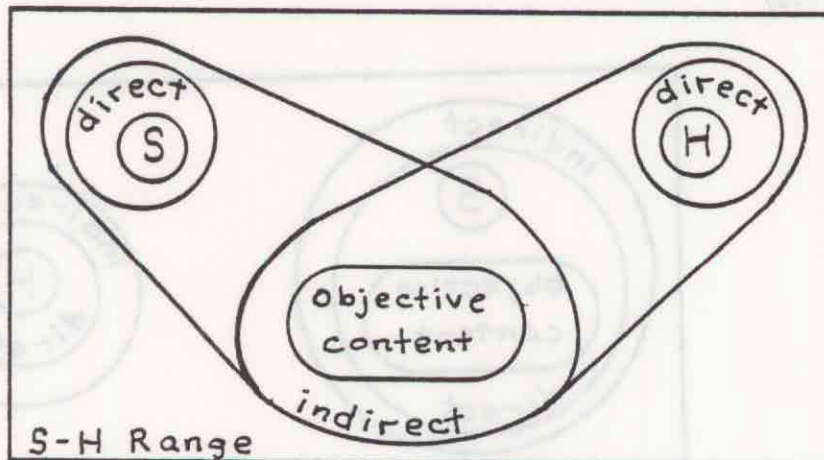 direct
S
direct
H
objective
content
indirect
S-H Range